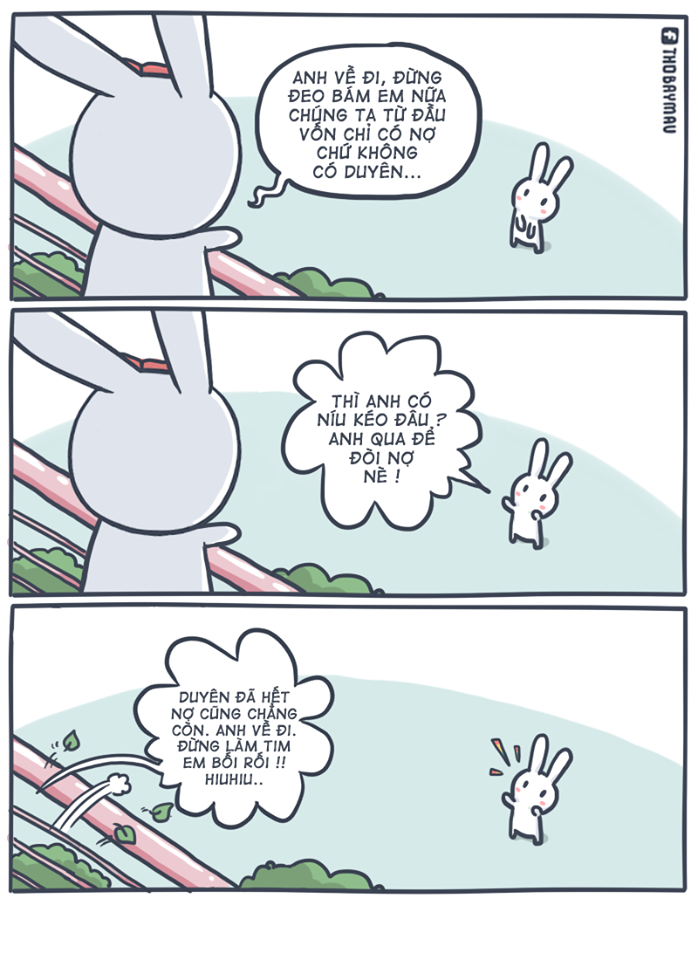 THOBAYMAU
ANH VỀ ĐI, ĐỪNG
ĐEO BÁM EM NỮA
CHÚNG TA TỪ ĐẦU
VỐN CHỈ CÓ NỢ
CHỨ KHÔNG
CÓ DUYÊN...
THÌ ANH CÓ
NÍU KÉO ĐÂU ?
ANH QUA ĐỂ
ĐÒI NỢ
NÈ !
DUYÊN ĐÃ HẾT
NỢ CŨNG CHẲNG
CÒN. ANH VỀ ĐI.
ĐỪNG LÀM TIM
EM BỐI RỐI !!
HIUHIU..